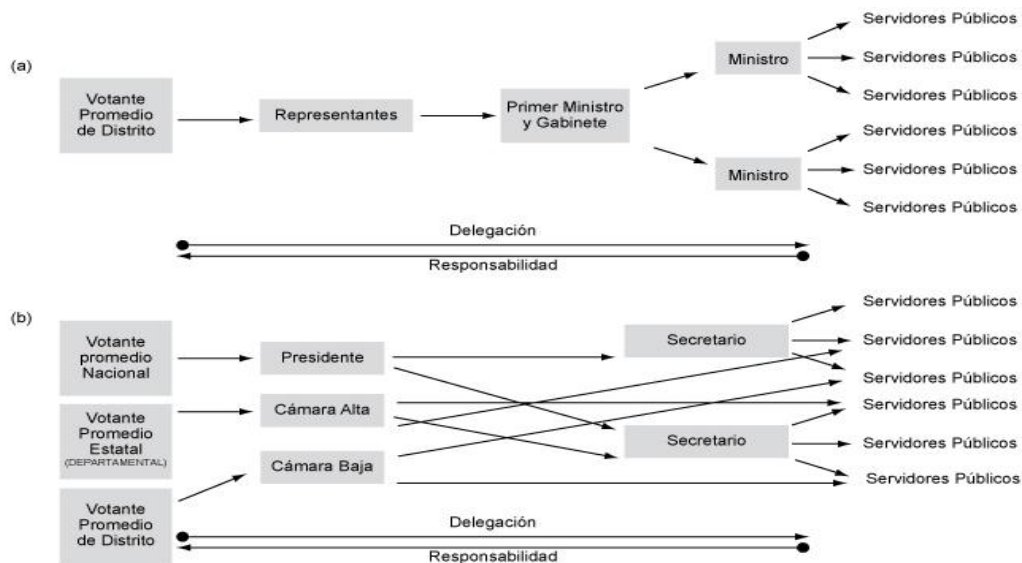 (a)
Votante
Promedio
de Distrito
Representantes
Primer Ministro
y Gabinete
Ministro
Ministro
Servidores Públicos
Servidores Públicos
Servidores Públicos
Servidores Públicos
Servidores Públicos
Servidores Públicos
Delegación
Responsabilidad
(b)
Votante
promedio
Nacional
Votante
Promedio
Estatal
(DEPARTAMENTAL)
Votante
Promedio
de Distrito
Presidente
Cámara Alta
Cámara Baja
Secretario
Secretario
Servidores Públicos
Servidores Públicos
Servidores Públicos
Servidores Públicos
Servidores Públicos
Servidores Públicos
Delegación
Responsabilidad